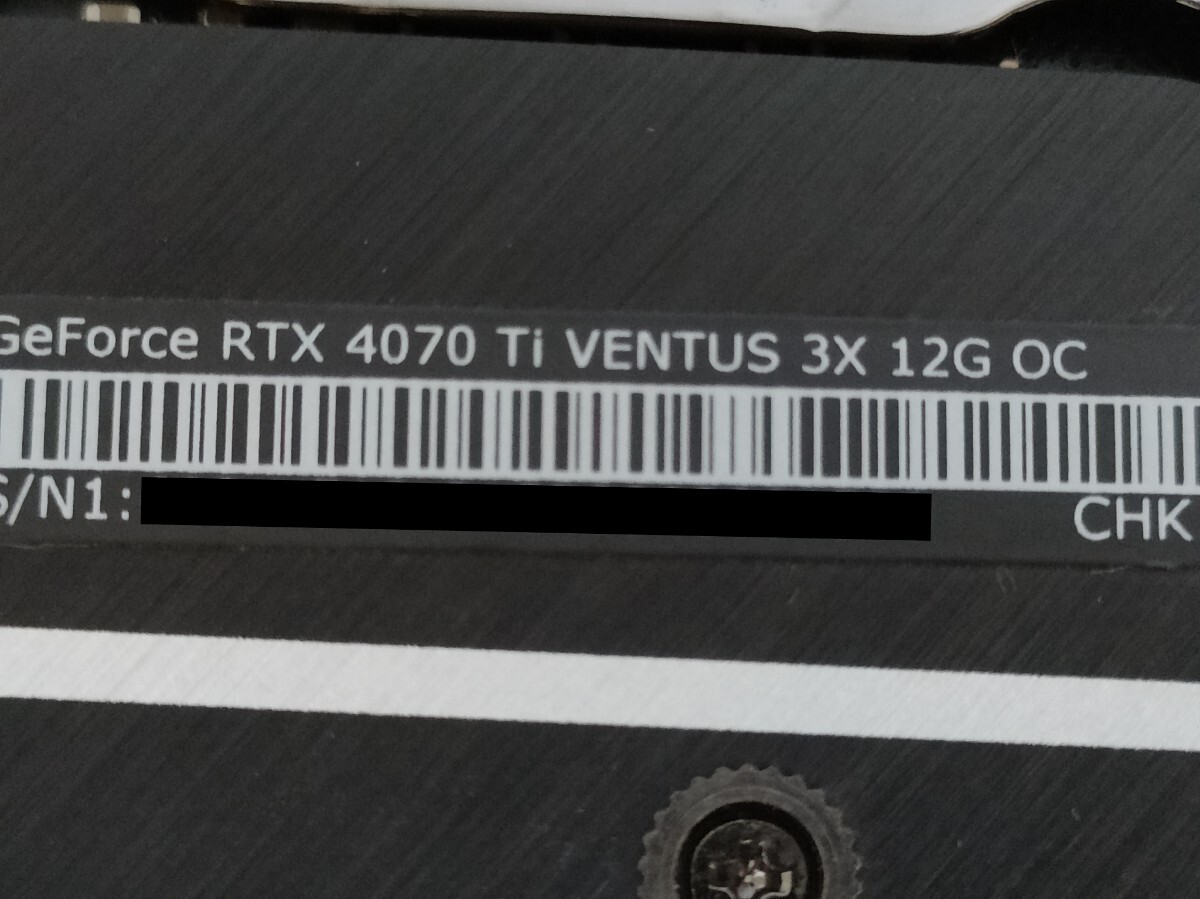 GeForce RTX 4070 Ti VENTUS 3X 12G OC
S/N1: CHK